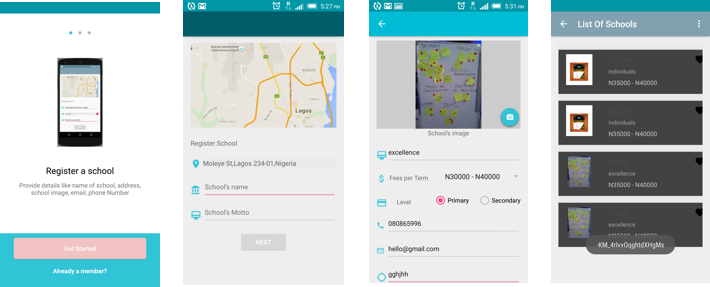 Register a school
Provide details like name of school, address,
school image, email, phone Number
Get Started
Already a member?
5:27 PM
Lagos
Register School
Moleye St,Lagos 234-01,Nigeria
School's name
School's Motto
NEXT
5:31 PM
School's image
excellence
Fees per Term
N30000 - N40000
Level
Primary
Secondary
080865996
hello@gmail.com
gghjhh
List Of Schools
individuals
N35000 - N40000
individuals
N35000 - N40000
excellence
N30000 - N40000
excellence
-KM_4rlvvOqghtdXHgMs